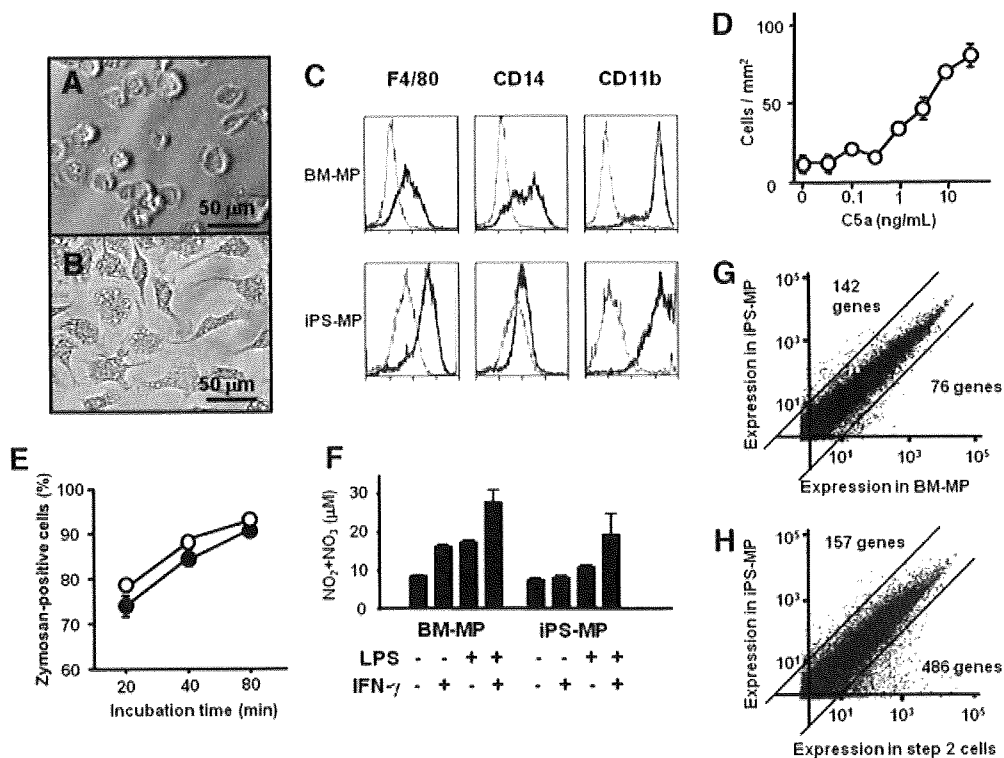 A
50 μm
B
50 μm
C
F4/80 CD14 CD11b
BM-MP
iPS-MP
D
Cells / mm²
100
50
0
0 0.1 1 10
C5a (ng/mL)
E
Zymosan-positive cells (%)
100
90
80
70
60
20 40 80
Incubation time (min)
F
NO₂+NO₃ (μM)
30
20
10
0
BM-MP iPS-MP
LPS - - + + - - + +
IFN-γ - + - + - + - +
G
Expression in iPS-MP
10⁵
10³
10¹
142
genes
76 genes
10¹ 10³ 10⁵
Expression in BM-MP
H
Expression in iPS-MP
10⁵
10³
10¹
157 genes
486 genes
10¹ 10³ 10⁵
Expression in step 2 cells